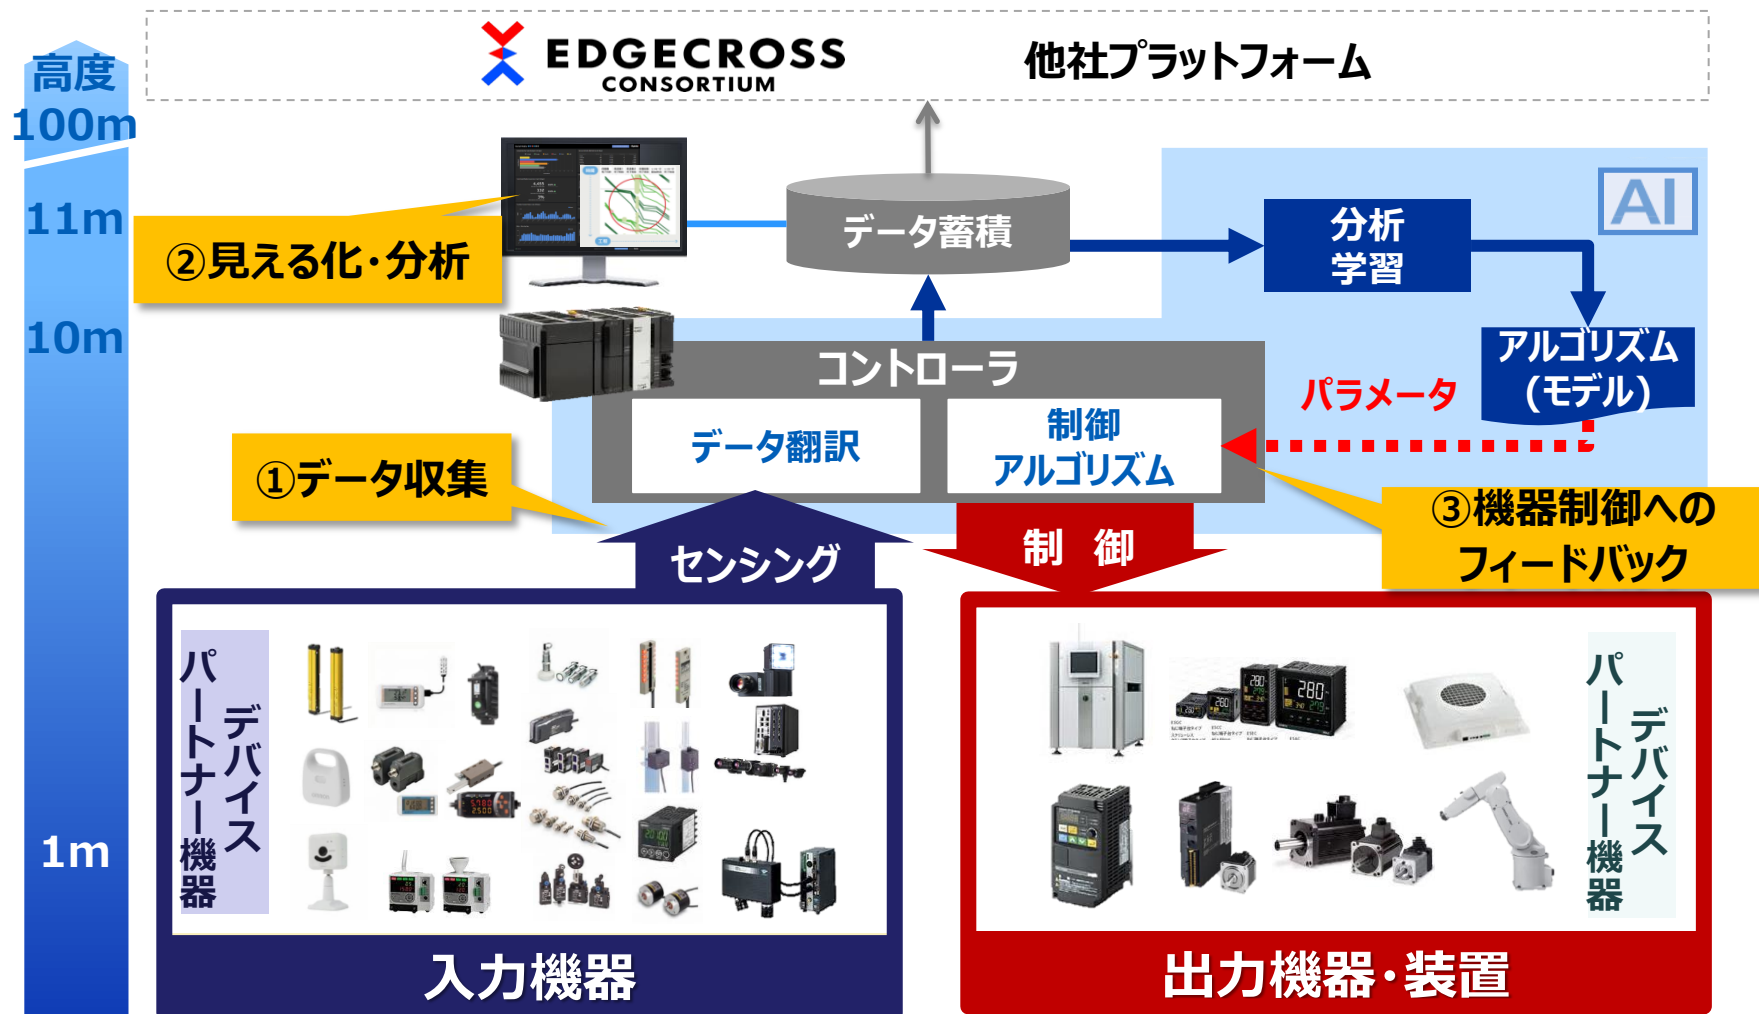 高度
100m
11m
10m
1m
EDGECROSS
CONSORTIUM
他社プラットフォーム
②見える化・分析
データ蓄積
分析
学習
AI
アルゴリズム
(モデル)
パラメータ
コントローラ
データ翻訳
制御
アルゴリズム
①データ収集
③機器制御への
フィードバック
センシング
制 御
デバイス
パートナー機器
入力機器
デバイス
パートナー機器
出力機器・装置